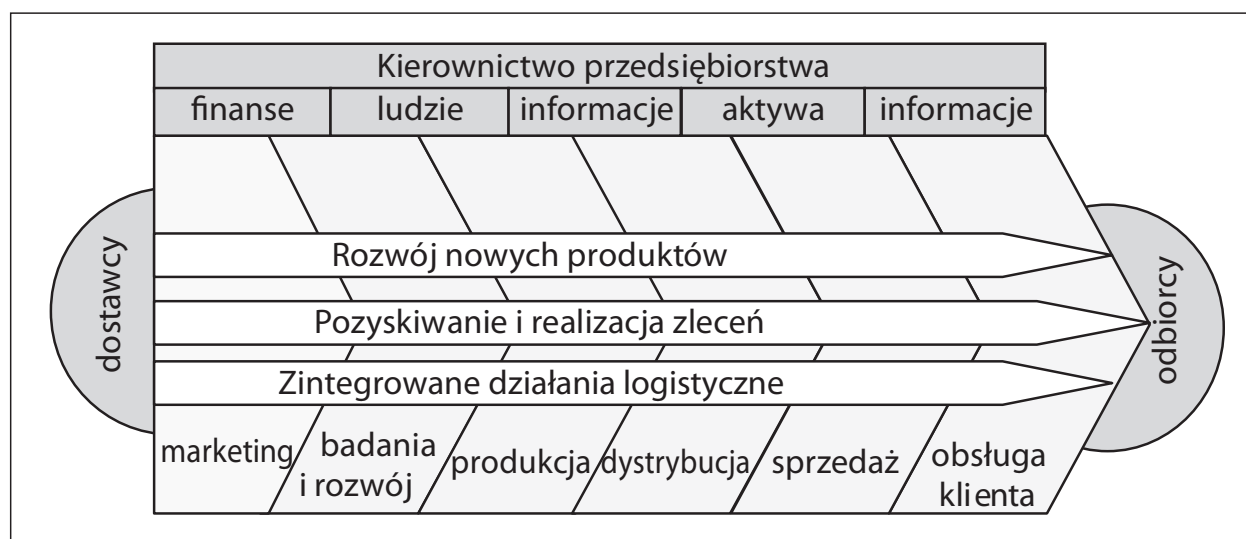 Kierownictwo przedsiębiorstwa
finanse ludzie informacje aktywa informacje
dostawcy
Rozwój nowych produktów
Pozyskiwanie i realizacja zleceń
Zintegrowane działania logistyczne
odbiorcy
marketing
badania
i rozwój
produkcja
dystrybucja
sprzedaż
obsługa
klienta